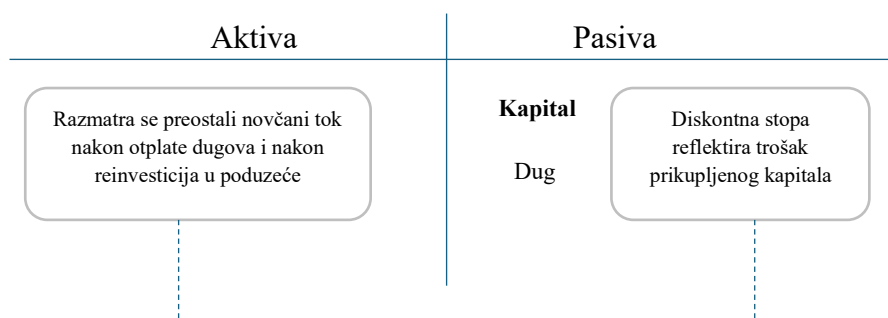 Aktiva
Pasiva
Razmatra se preostali novčani tok
nakon otplate dugova i nakon
reinvesticija u poduzeće
Kapital
Dug
Diskontna stopa
reflektira trošak
prikupljenog kapitala